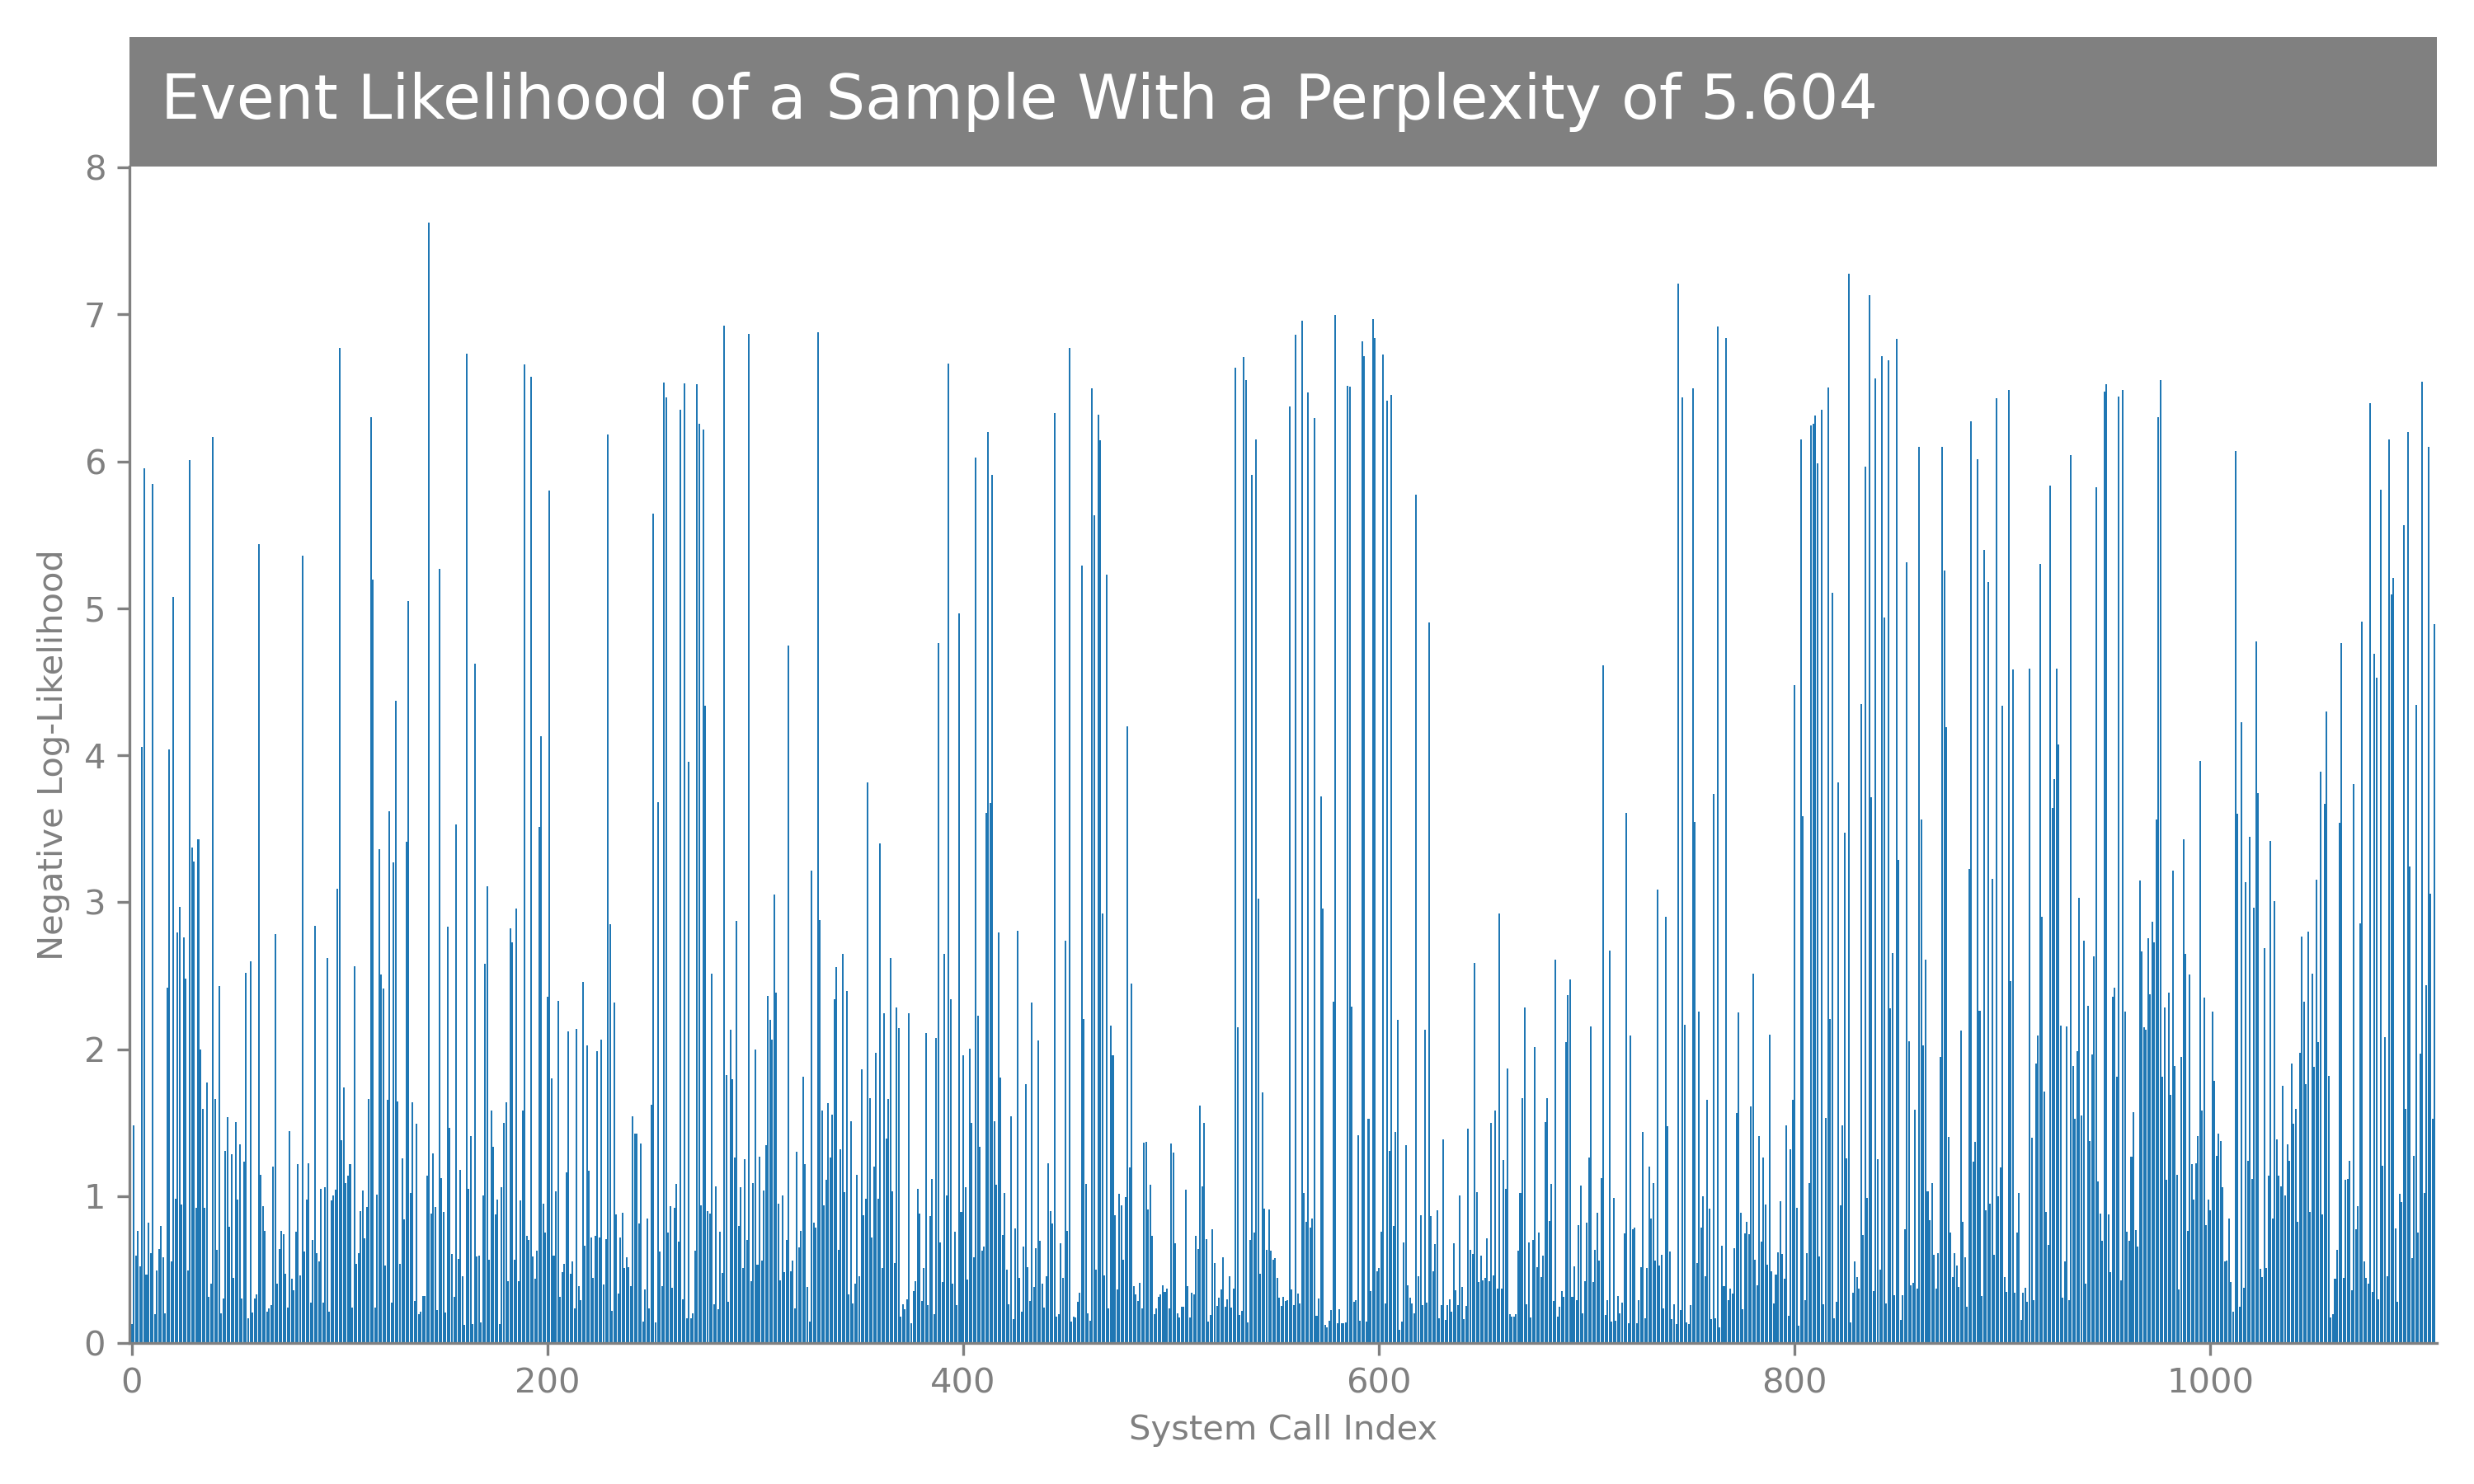 Event Likelihood of a Sample With a Perplexity of 5.604
8
7
6
5
4
3
2
1
0
Negative Log-Likelihood
0 200 400 600 800 1000
System Call Index